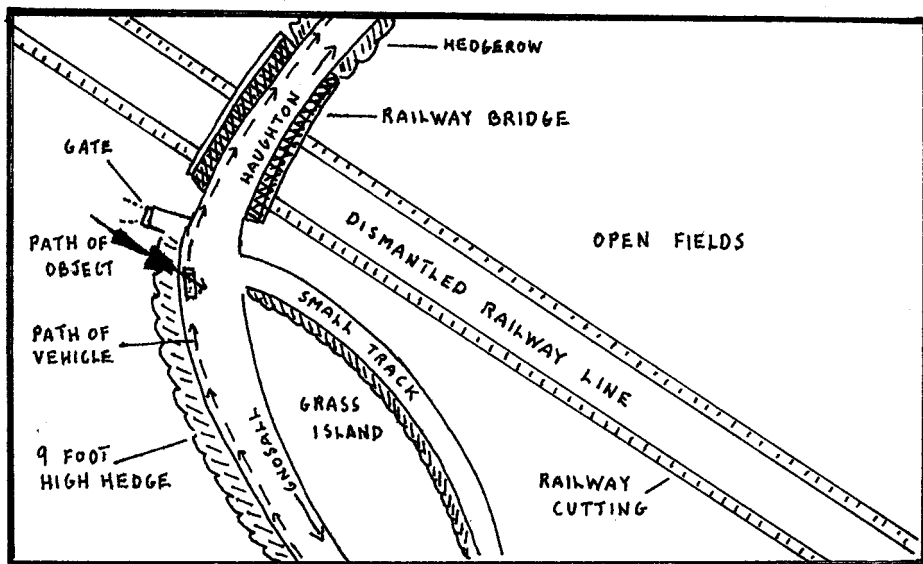 HEDGEROW
RAILWAY BRIDGE
HAUGHTON
GATE
PATH OF
OBJECT
DISMANTLED RAILWAY LINE
OPEN FIELDS
SMALL TRACK
PATH OF
VEHICLE
GRASS
ISLAND
GNOSALL
9 FOOT
HIGH HEDGE
RAILWAY
CUTTING